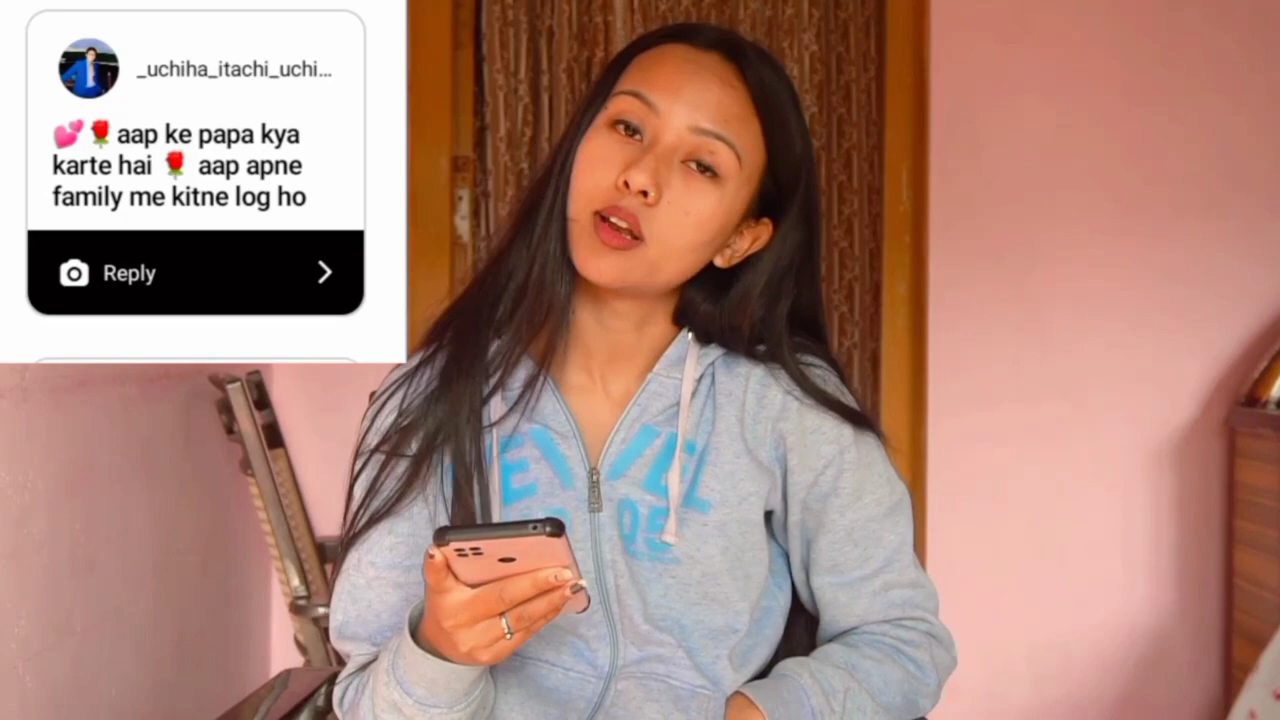 _uchiha_itachi_uchi...
💕🌹aap ke papa kya
karte hai 🌹 aap apne
family me kitne log ho
Reply